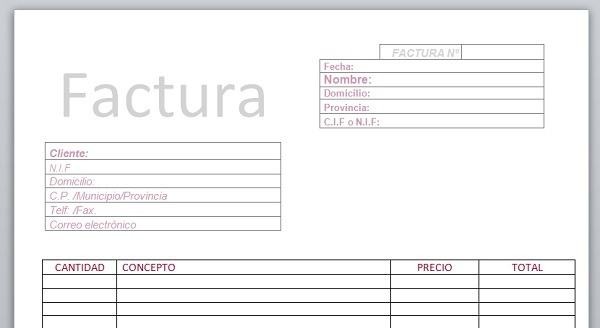 FACTURA Nº
Factura
Fecha:
Nombre:
Domicilio:
Provincia:
C.I.F o N.I.F:
Cliente:
N.I.F
Domicilio:
C.P. /Municipio/Provincia
Telf: /Fax.
Correo electrónico
CANTIDAD CONCEPTO PRECIO TOTAL